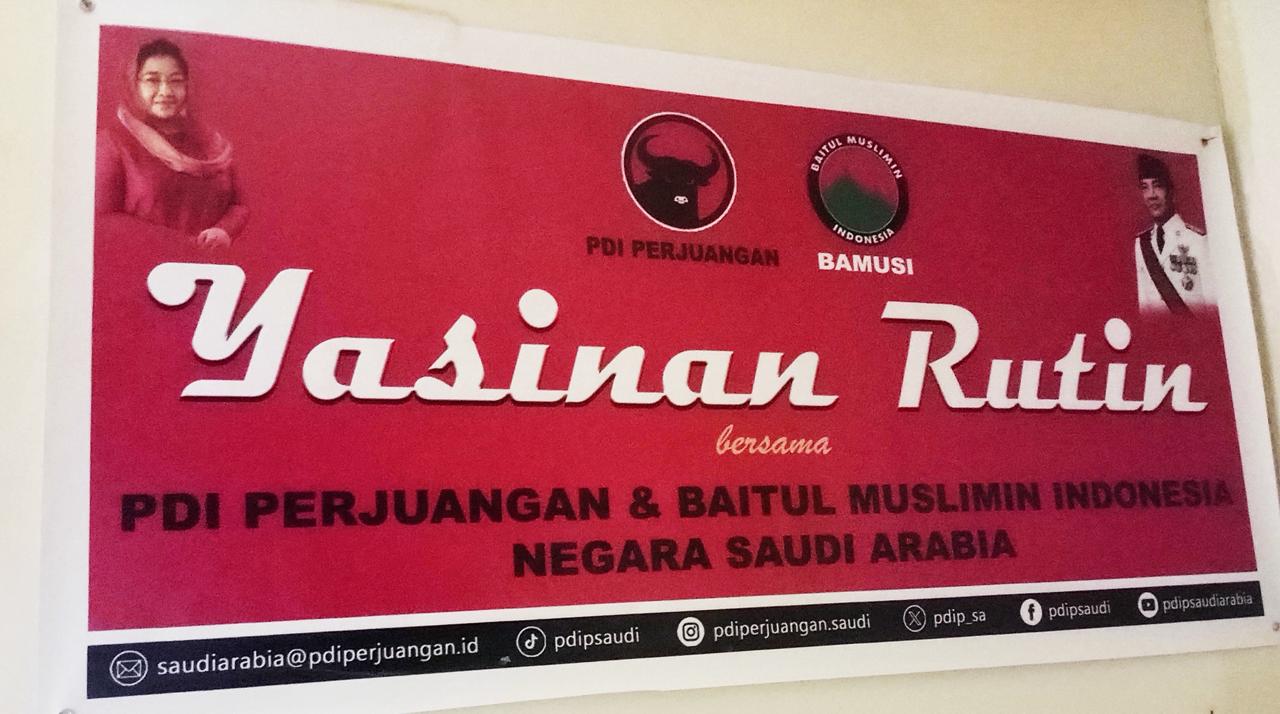 BAITUL MUSLIMIN
INDONESIA
PDI PERJUANGAN
BAMUSI
Yasinan Rutin
bersama
PDI PERJUANGAN & BAITUL MUSLIMIN INDONESIA
NEGARA SAUDI ARABIA
saudiarabia@pdiperjuangan.id pdipsaudi pdiperjuangan.saudi pdip_sa pdipsaudi pdipsaudiarabia